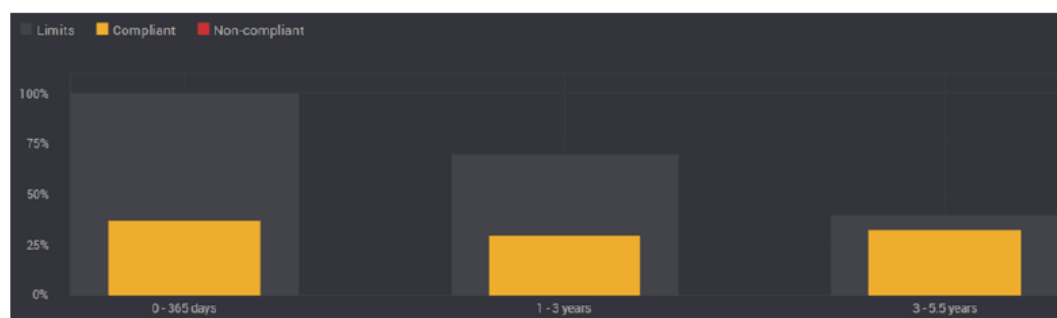 Limits Compliant Non-compliant
100%
75%
50%
25%
0%
0 - 365 days 1 - 3 years 3 - 5.5 years